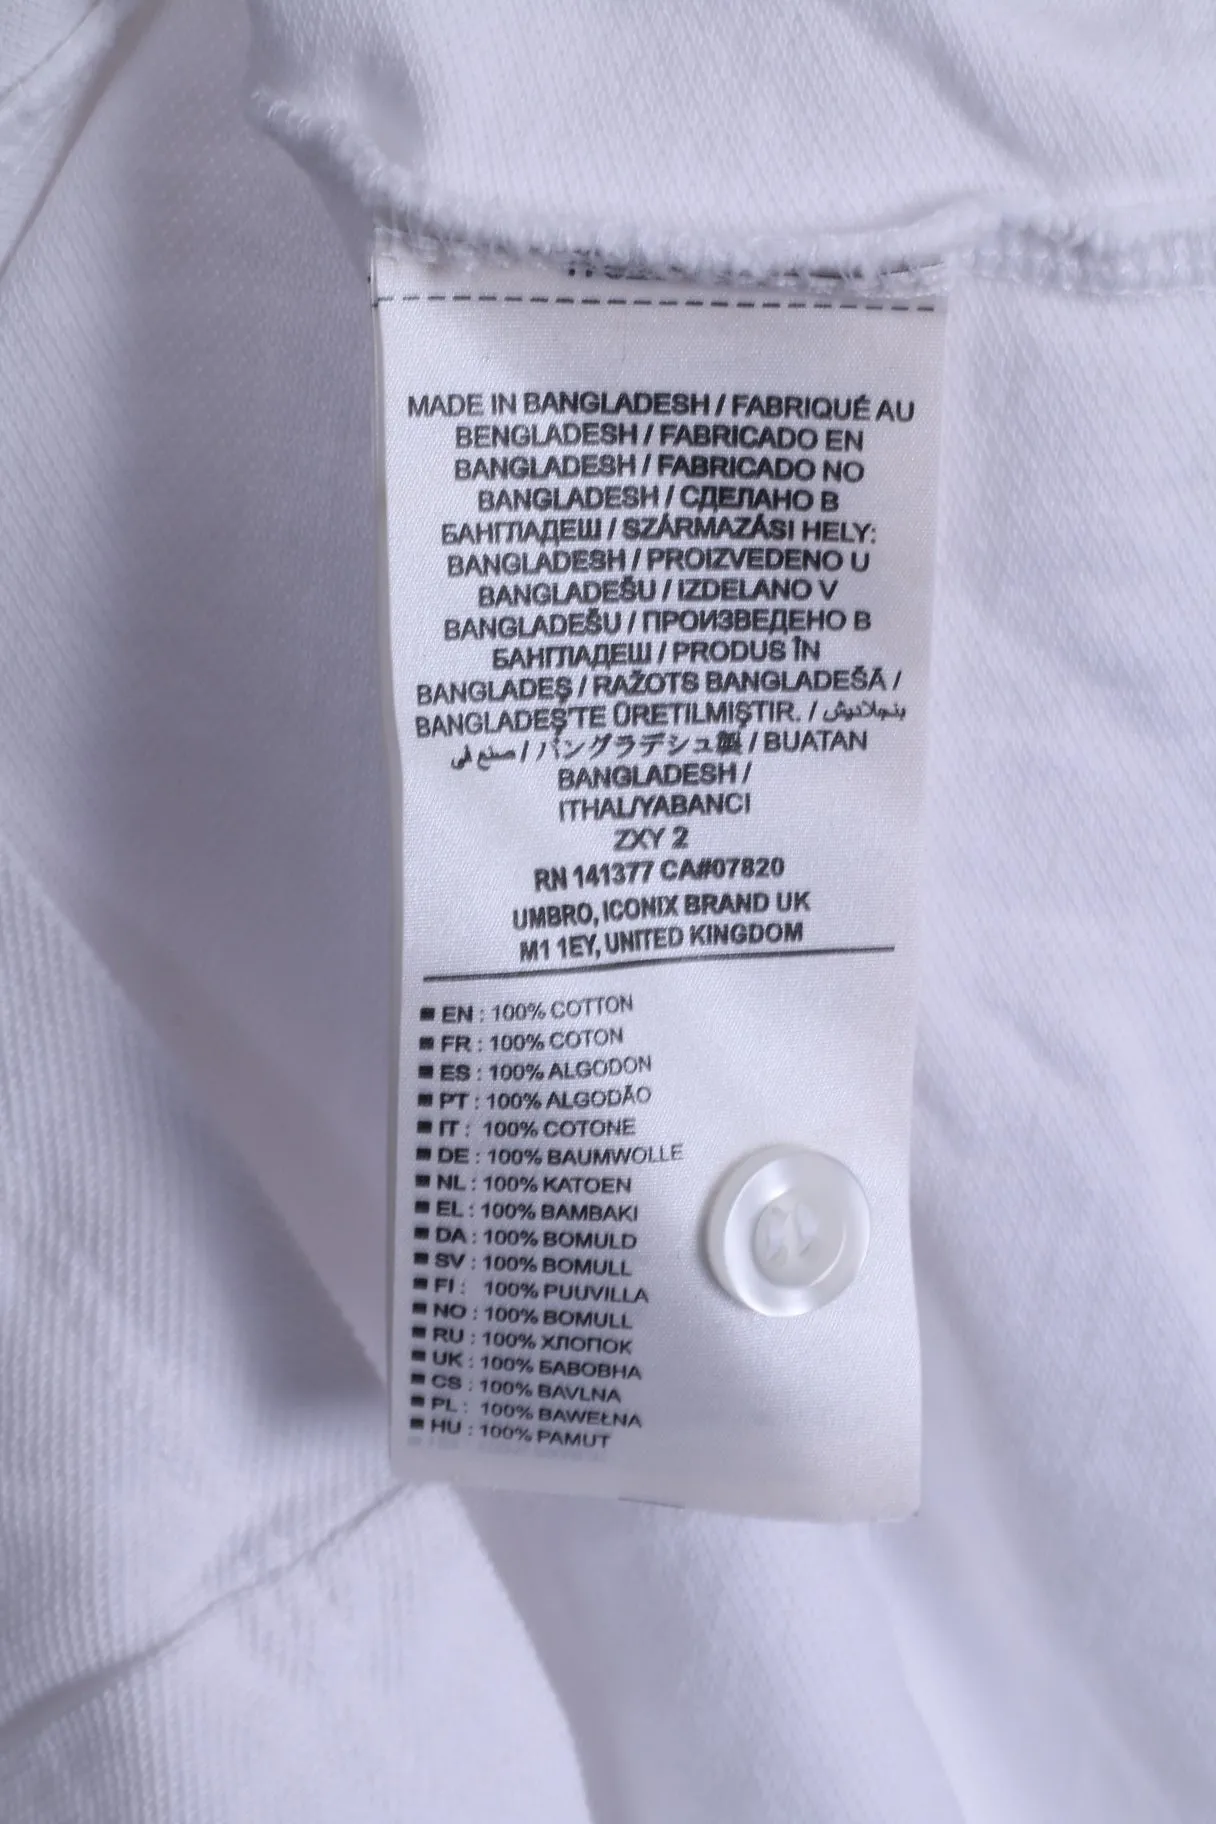 MADE IN BANGLADESH / FABRIQUÉ AU
BENGLADESH / FABRICADO EN
BANGLADESH / FABRICADO NO
BANGLADESH / СДЕЛАНО В
БАНГЛАДЕШ / SZÁRMAZÁSI HELY:
BANGLADESH / PROIZVEDENO U
BANGLADEŠU / IZDELANO V
BANGLADEŠU / ПРОИЗВЕДЕНО В
БАНГЛАДЕШ / PRODUS ÎN
BANGLADEŞ / RAŽOTS BANGLADEŠĀ /
BANGLADEŞ'TE ÜRETILMIŞTIR. / بنجلاديش
صنع في / バングラデシュ製 / BUATAN
BANGLADESH /
ITHAL/YABANCI
ZXY 2
RN 141377 CA#07820
UMBRO, ICONIX BRAND UK
M1 1EY, UNITED KINGDOM
EN : 100% COTTON
FR : 100% COTON
ES : 100% ALGODON
PT : 100% ALGODÃO
IT : 100% COTONE
DE : 100% BAUMWOLLE
NL : 100% KATOEN
EL : 100% BAMBAKI
DA : 100% BOMULD
SV : 100% BOMULL
FI : 100% PUUVILLA
NO : 100% BOMULL
RU : 100% ХЛОПОК
UK : 100% БАВОВНА
CS : 100% BAVLNA
PL : 100% BAWEŁNA
HU : 100% PAMUT